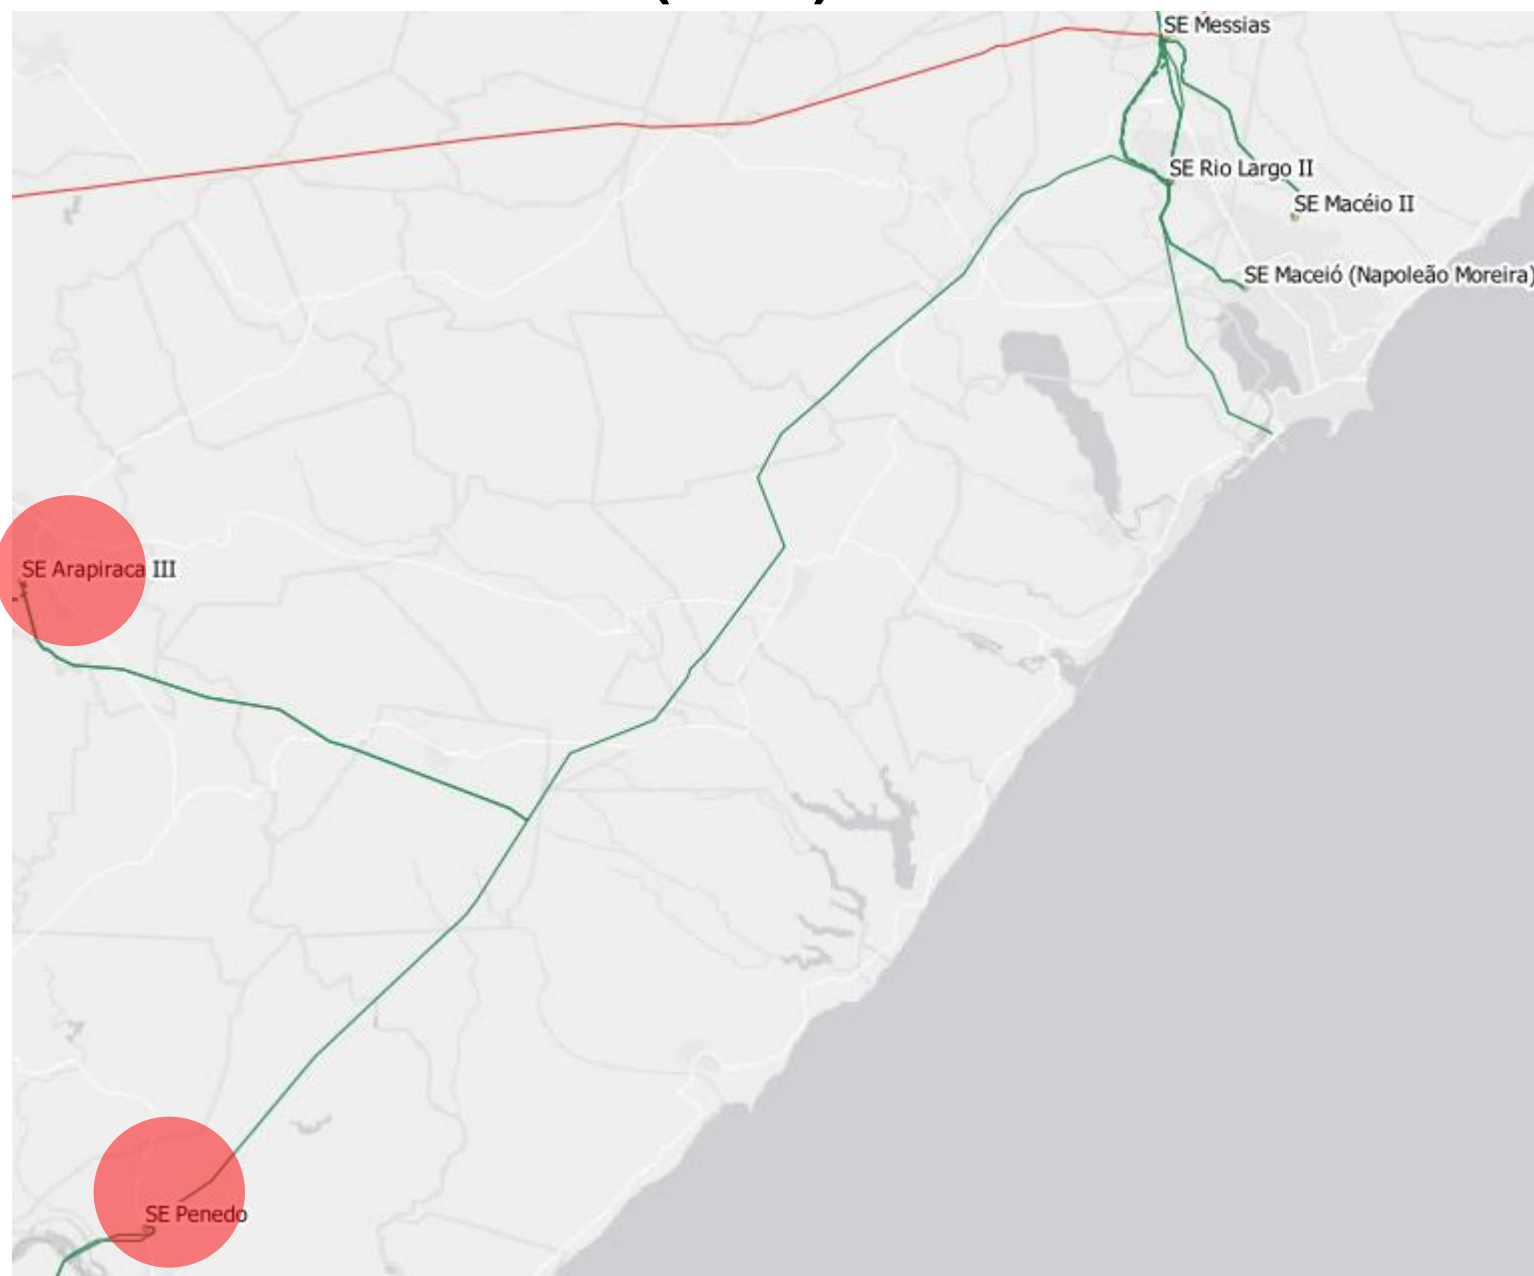 SE Messias
SE Rio Largo II
SE Macéio II
SE Maceió (Napoleão Moreira)
SE Arapiraca III
SE Penedo